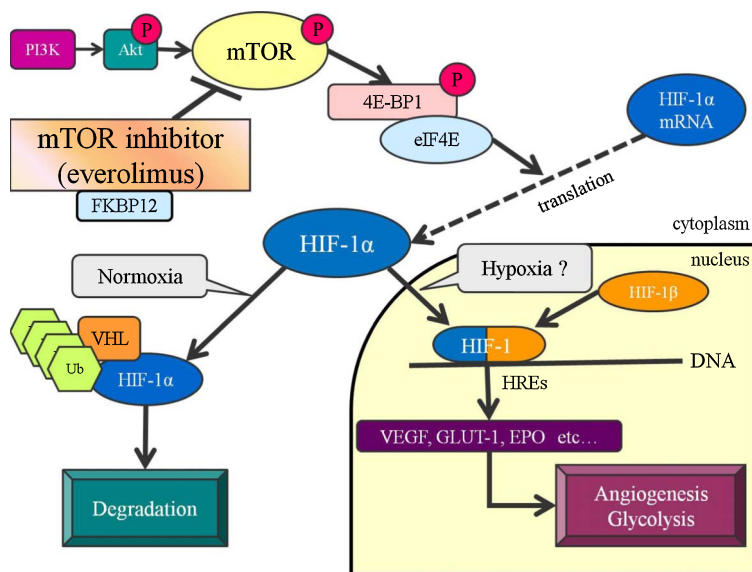 PI3K
Akt
P
mTOR
P
4E-BP1
P
eIF4E
HIF-1α
mRNA
mTOR inhibitor
(everolimus)
FKBP12
translation
cytoplasm
nucleus
HIF-1α
Normoxia
Hypoxia ?
HIF-1β
VHL
Ub
HIF-1α
HIF-1
DNA
HREs
VEGF, GLUT-1, EPO etc...
Degradation
Angiogenesis
Glycolysis